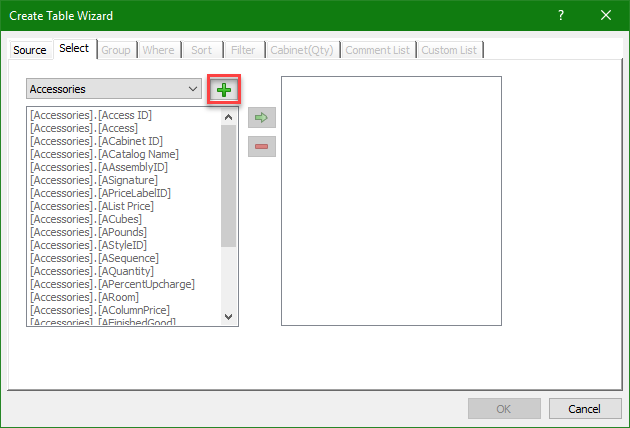 Create Table Wizard
?
Source Select Group Where Sort Filter Cabinet(Qty) Comment List Custom List
Accessories
[Accessories].[Access ID]
[Accessories].[Access]
[Accessories].[ACabinet ID]
[Accessories].[ACatalog Name]
[Accessories].[AAssemblyID]
[Accessories].[ASignature]
[Accessories].[APriceLabelID]
[Accessories].[AList Price]
[Accessories].[ACubes]
[Accessories].[APounds]
[Accessories].[AStyleID]
[Accessories].[ASequence]
[Accessories].[AQuantity]
[Accessories].[APercentUpcharge]
[Accessories].[ARoom]
[Accessories].[AColumnPrice]
[Accessories].[AFinishedGood]
OK Cancel